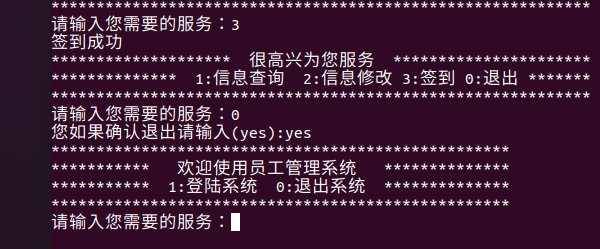 ************************************************************
请输入您需要的服务：3
签到成功
********************  很高兴为您服务  **********************
**************  1:信息查询  2:信息修改 3:签到 0:退出 *******
************************************************************
请输入您需要的服务：0
您如果确认退出请输入(yes):yes
***************************************************
***********   欢迎使用员工管理系统   **************
***********  1:登陆系统  0:退出系统  **************
***************************************************
请输入您需要的服务：